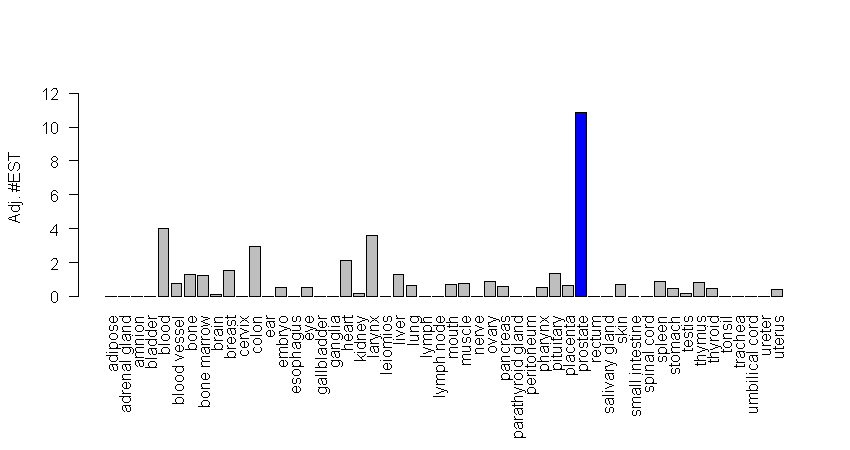 Adj. #EST
12
10
8
6
4
2
0
adipose
adrenal gland
amnion
bladder
blood
blood vessel
bone
bone marrow
brain
breast
cervix
colon
ear
embryo
esophagus
eye
gallbladder
ganglia
heart
kidney
larynx
leiomios
liver
lung
lymph
lymph node
mouth
muscle
nerve
ovary
pancreas
parathyroid gland
peritoneum
pharynx
pituitary
placenta
prostate
rectum
salivary gland
skin
small intestine
spinal cord
spleen
stomach
testis
thymus
thyroid
tonsil
trachea
umbilical cord
ureter
uterus